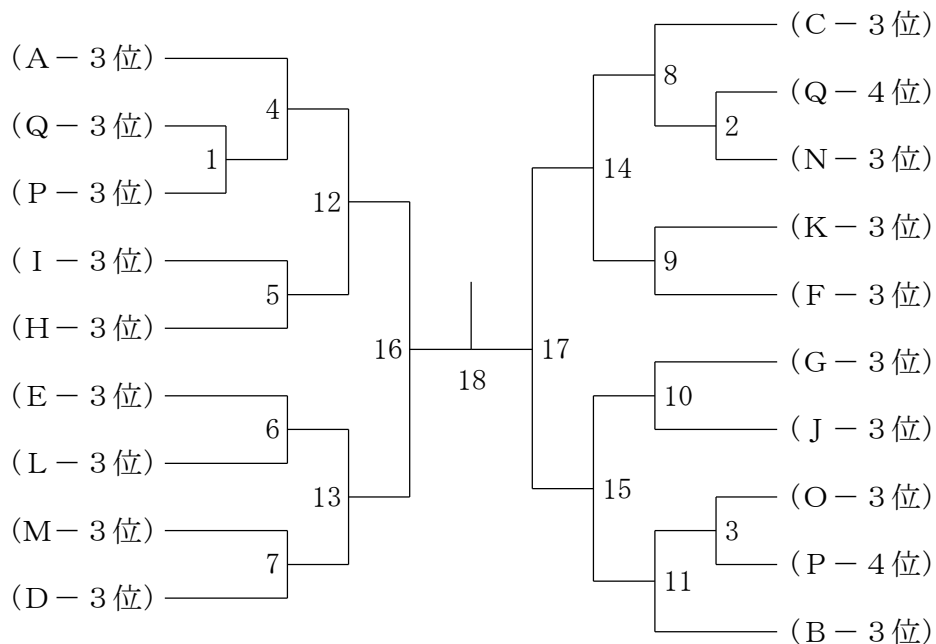 (A－3位)
(Q－3位)
(P－3位)
(I－3位)
(H－3位)
(E－3位)
(L－3位)
(M－3位)
(D－3位)
1
4
5
6
7
12
13
16
18
17
14
15
8
9
10
11
2
3
(C－3位)
(Q－4位)
(N－3位)
(K－3位)
(F－3位)
(G－3位)
(J－3位)
(O－3位)
(P－4位)
(B－3位)